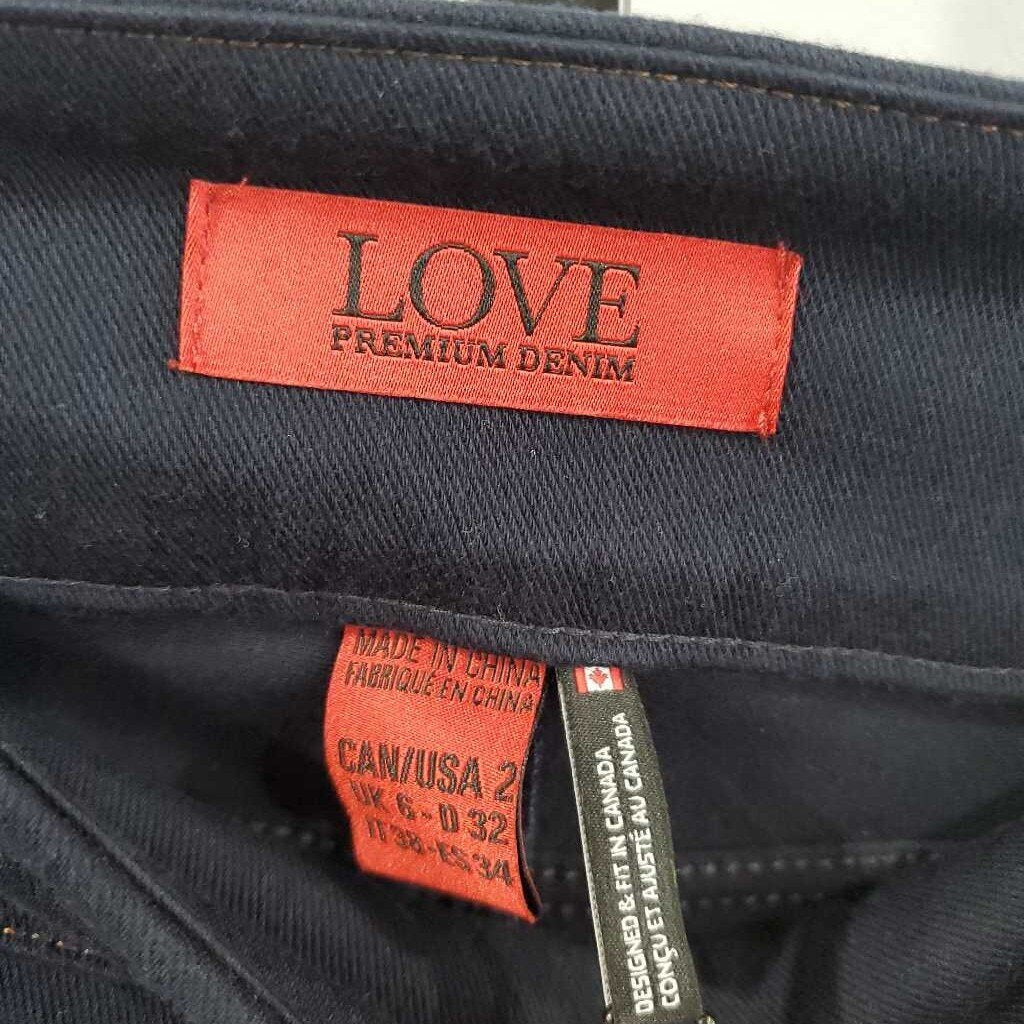 LOVE
PREMIUM DENIM
MADE IN CHINA
FABRIQUÉ EN CHINA
CAN/USA 2
UK 6 - D 32
IT 38 - ES 34
DESIGNED & FIT IN CANADA
CONÇU ET AJUSTÉ AU CANADA